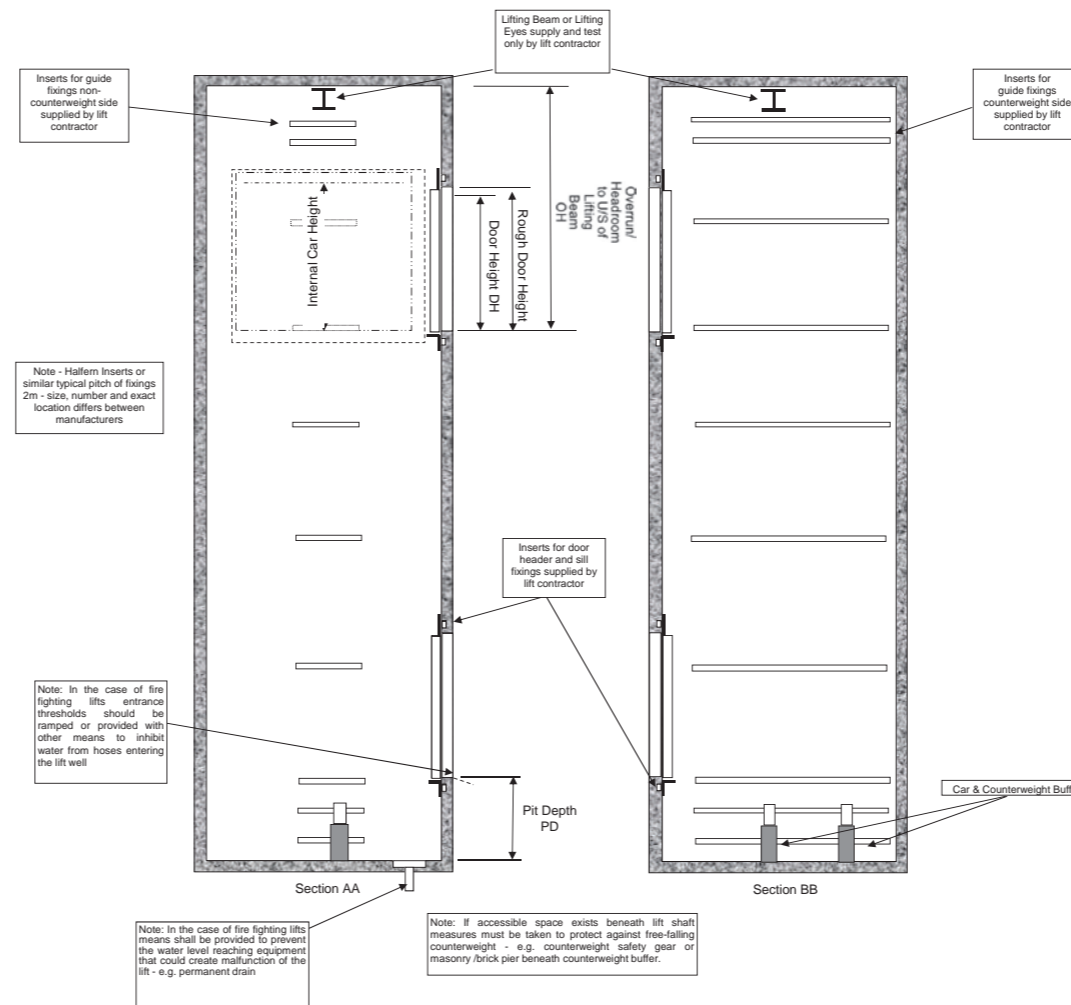 Lifting Beam or Lifting
Eyes supply and test
only by lift contractor
Inserts for guide
fixings non-
counterweight side
supplied by lift
contractor
Inserts for
guide fixings
counterweight side
supplied by lift
contractor
Internal Car Height
Door Height DH
Rough Door Height
Overrun/
Headroom
to U/S of
Lifting
Beam
OH
Note - Halfern Inserts or
similar typical pitch of fixings
2m - size, number and exact
location differs between
manufacturers
Inserts for door
header and sill
fixings supplied by
lift contractor
Note: In the case of fire
fighting lifts entrance
thresholds should be
ramped or provided with
other means to inhibit
water from hoses entering
the lift well
Pit Depth
PD
Car & Counterweight Buff
Section AA
Section BB
Note: In the case of fire fighting lifts
means shall be provided to prevent
the water level reaching equipment
that could create malfunction of the
lift - e.g. permanent drain
Note: If accessible space exists beneath lift shaft
measures must be taken to protect against free-falling
counterweight - e.g. counterweight safety gear or
masonry /brick pier beneath counterweight buffer.